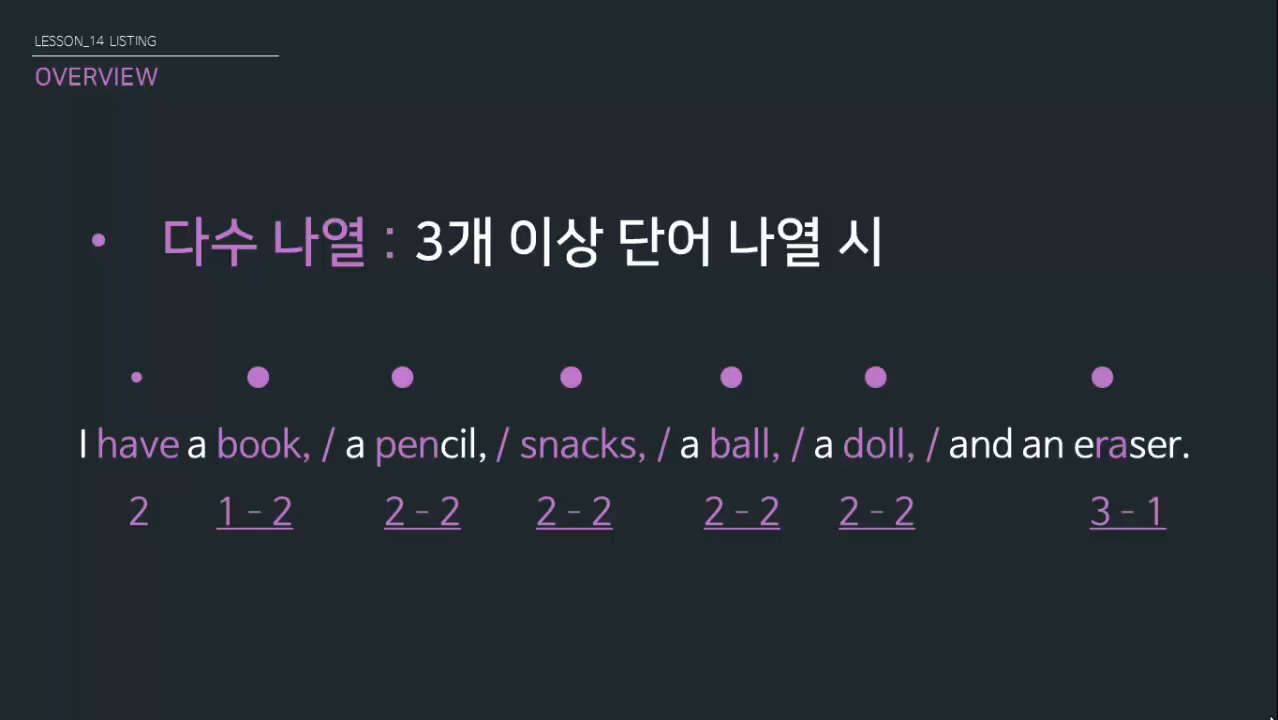 LESSON_14 LISTING
OVERVIEW
• 다수 나열 : 3개 이상 단어 나열 시
I have a book, / a pencil, / snacks, / a ball, / a doll, / and an eraser.
2 1 - 2 2 - 2 2 - 2 2 - 2 2 - 2 3 - 1